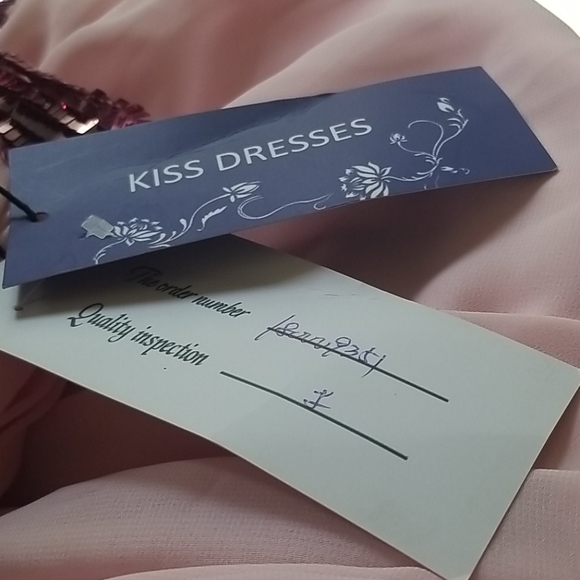 KISS DRESSES
The order number
Quality inspection